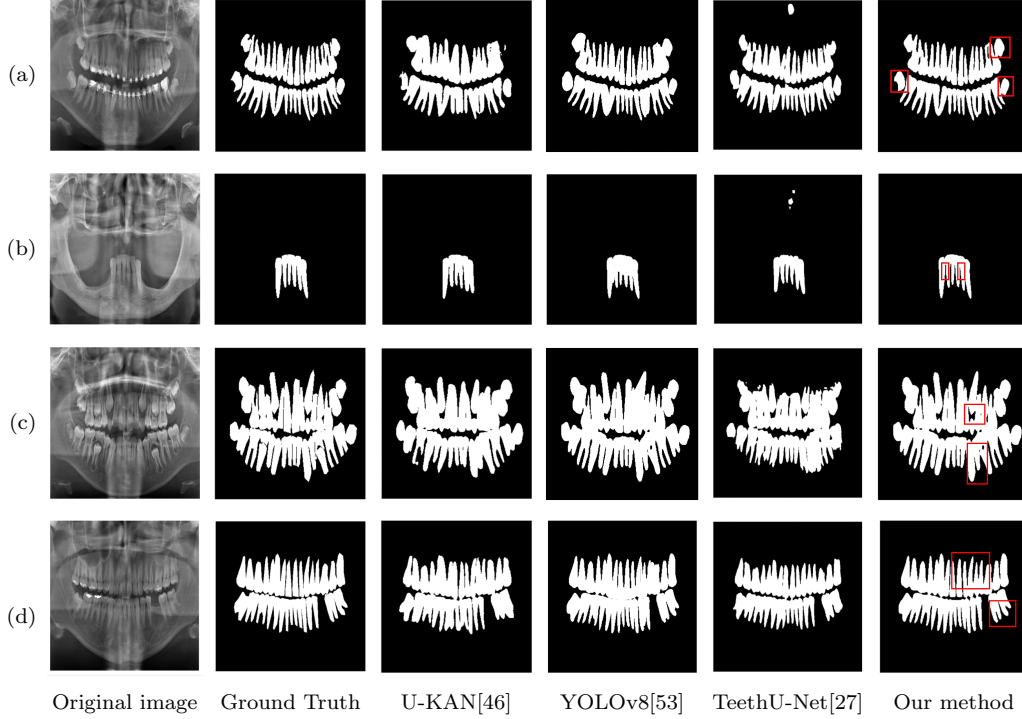 (a)
(b)
(c)
(d)
Original image Ground Truth U-KAN[46] YOLOv8[53] TeethU-Net[27] Our method